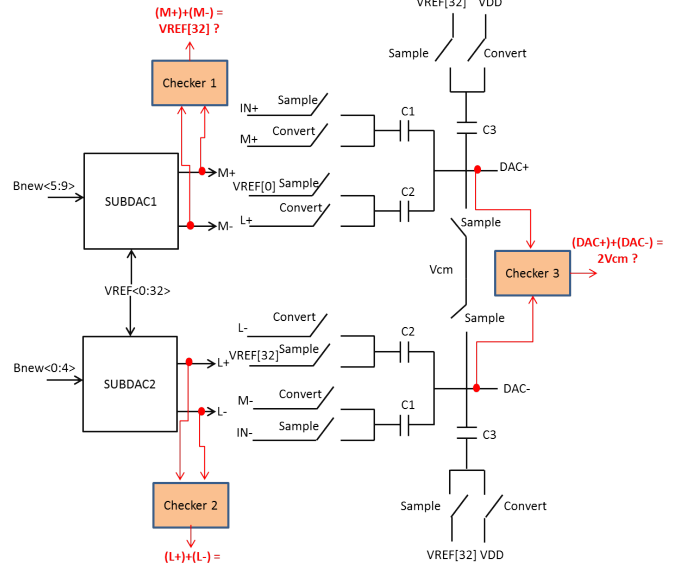 VREF[32]
VDD
(M+)+(M-) =
VREF[32] ?
Sample
Convert
Checker 1
IN+
Sample
C1
M+
Convert
C3
DAC+
M+
VREF[0]
Sample
C2
Bnew<5:9>
SUBDAC1
L+
Convert
M-
Sample
(DAC+)+(DAC-) =
2Vcm ?
Vcm
Checker 3
VREF<0:32>
Sample
L-
Convert
C2
L+
VREF[32]
Sample
Bnew<0:4>
SUBDAC2
M-
Convert
C1
DAC-
L-
IN-
Sample
C3
Checker 2
Sample
Convert
VREF[32]
VDD
(L+)+(L-) =